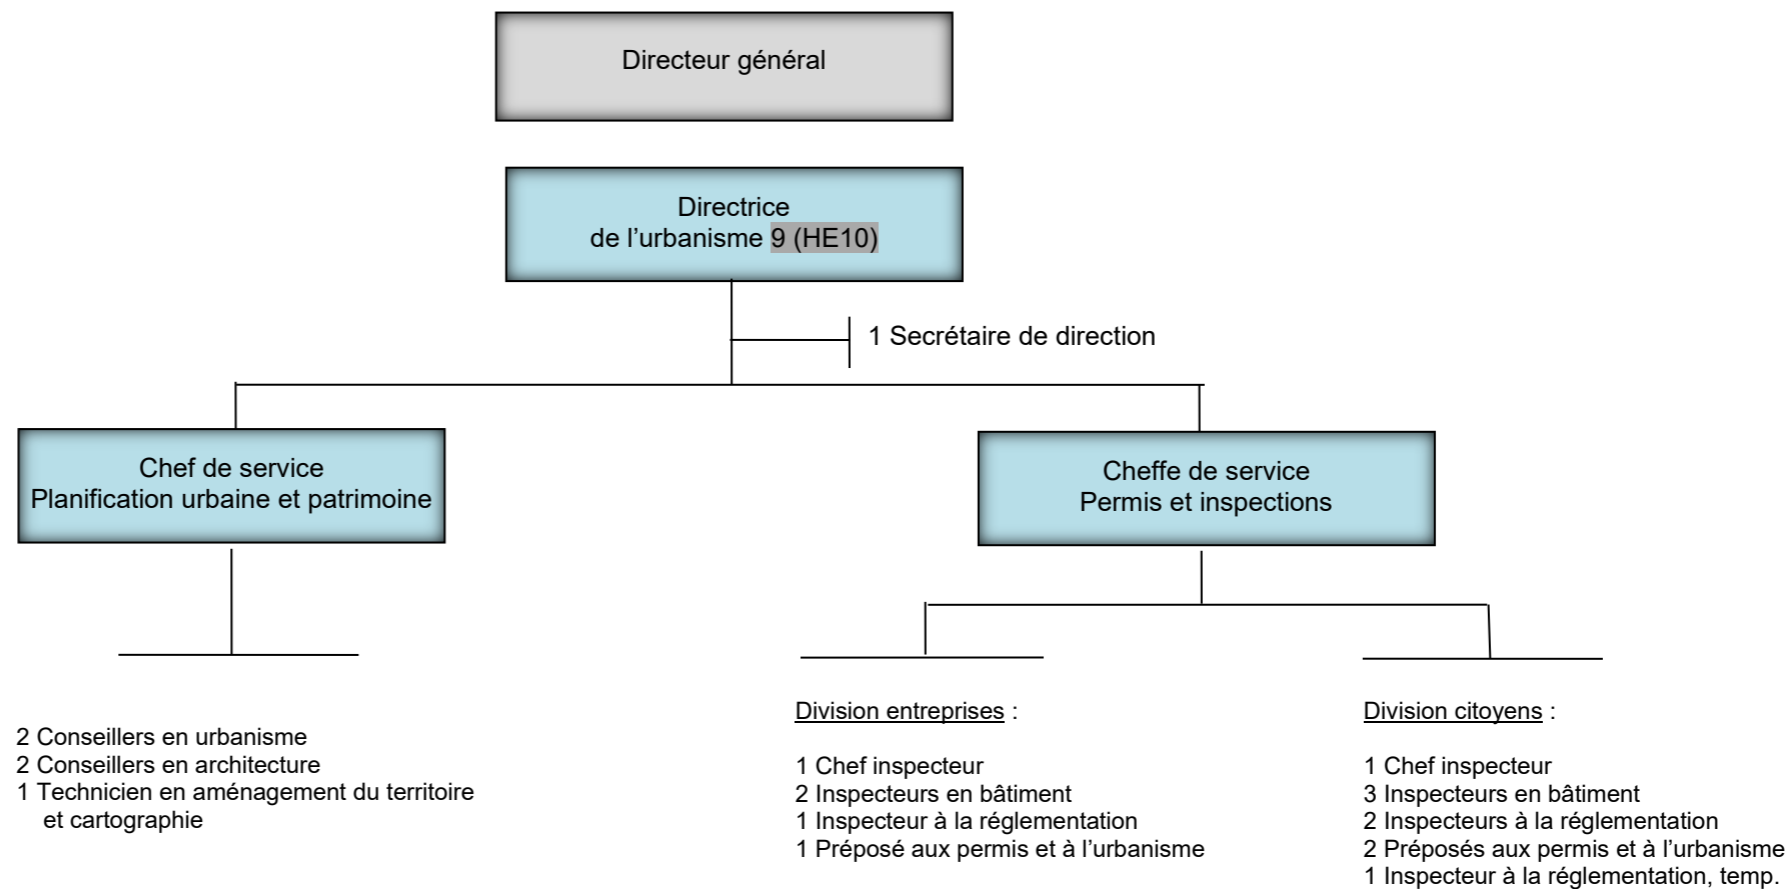 Directeur général
Directrice
de l’urbanisme 9 (HE10)
1 Secrétaire de direction
Chef de service
Planification urbaine et patrimoine
Cheffe de service
Permis et inspections
2 Conseillers en urbanisme
2 Conseillers en architecture
1 Technicien en aménagement du territoire
et cartographie
Division entreprises :
1 Chef inspecteur
2 Inspecteurs en bâtiment
1 Inspecteur à la réglementation
1 Préposé aux permis et à l’urbanisme
Division citoyens :
1 Chef inspecteur
3 Inspecteurs en bâtiment
2 Inspecteurs à la réglementation
2 Préposés aux permis et à l’urbanisme
1 Inspecteur à la réglementation, temp.